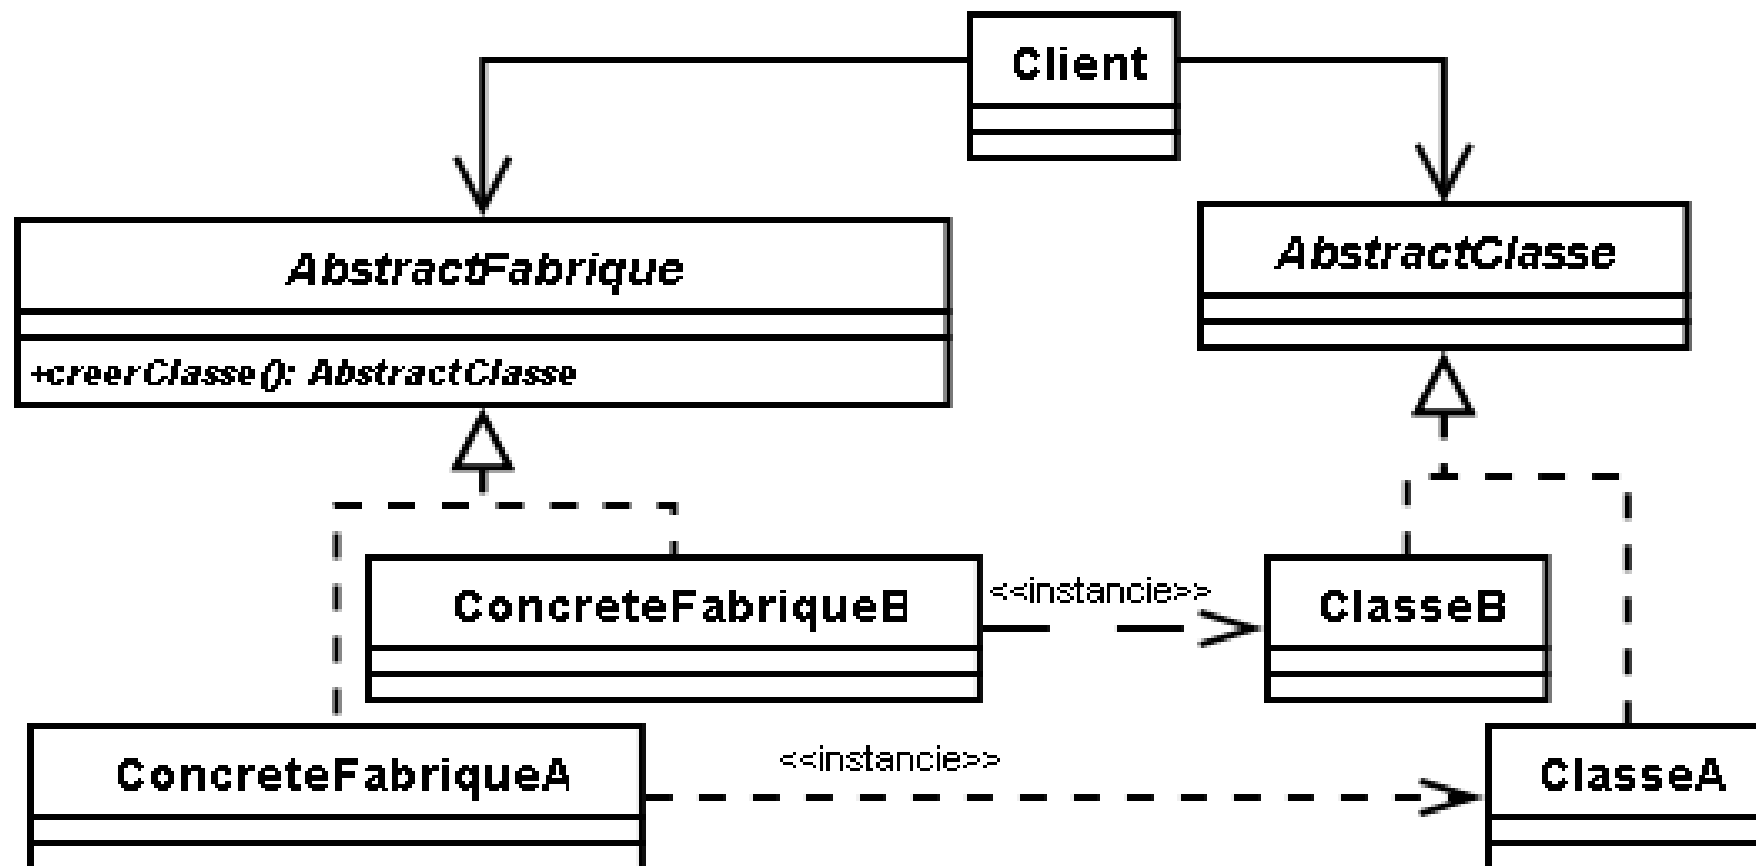 Client
AbstractFabrique
AbstractClasse
+creerClasse(): AbstractClasse
ConcreteFabriqueB
<<instancie>>
ClasseB
ConcreteFabriqueA
<<instancie>>
ClasseA